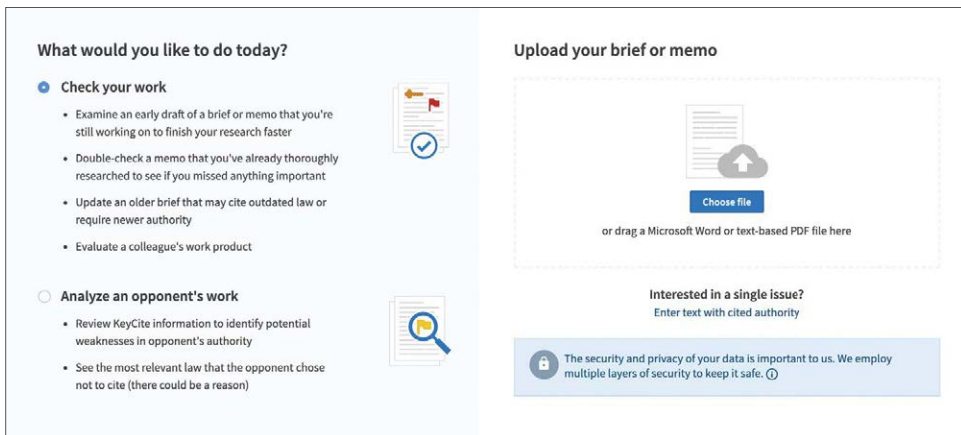 What would you like to do today?
Check your work
• Examine an early draft of a brief or memo that you're
still working on to finish your research faster
• Double-check a memo that you've already thoroughly
researched to see if you missed anything important
• Update an older brief that may cite outdated law or
require newer authority
• Evaluate a colleague's work product
Analyze an opponent's work
• Review KeyCite information to identify potential
weaknesses in opponent's authority
• See the most relevant law that the opponent chose
not to cite (there could be a reason)
Upload your brief or memo
Choose file
or drag a Microsoft Word or text-based PDF file here
Interested in a single issue?
Enter text with cited authority
The security and privacy of your data is important to us. We employ
multiple layers of security to keep it safe.